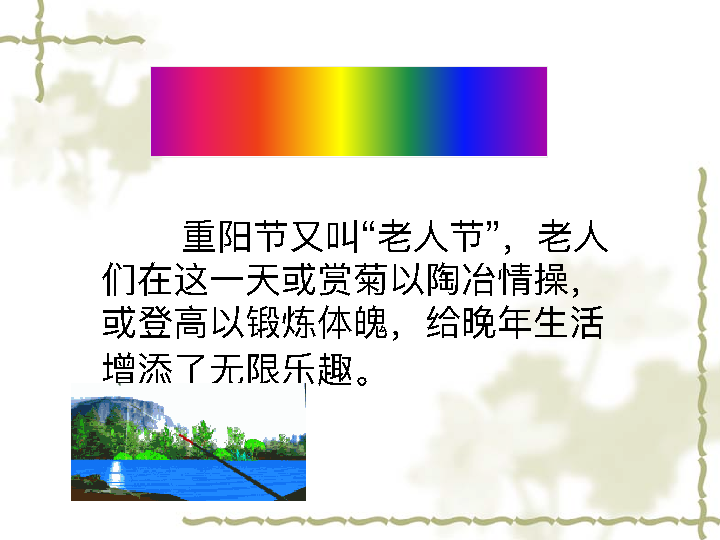 重阳节又叫“老人节”，老人
们在这一天或赏菊以陶冶情操，
或登高以锻炼体魄，给晚年生活
增添了无限乐趣。